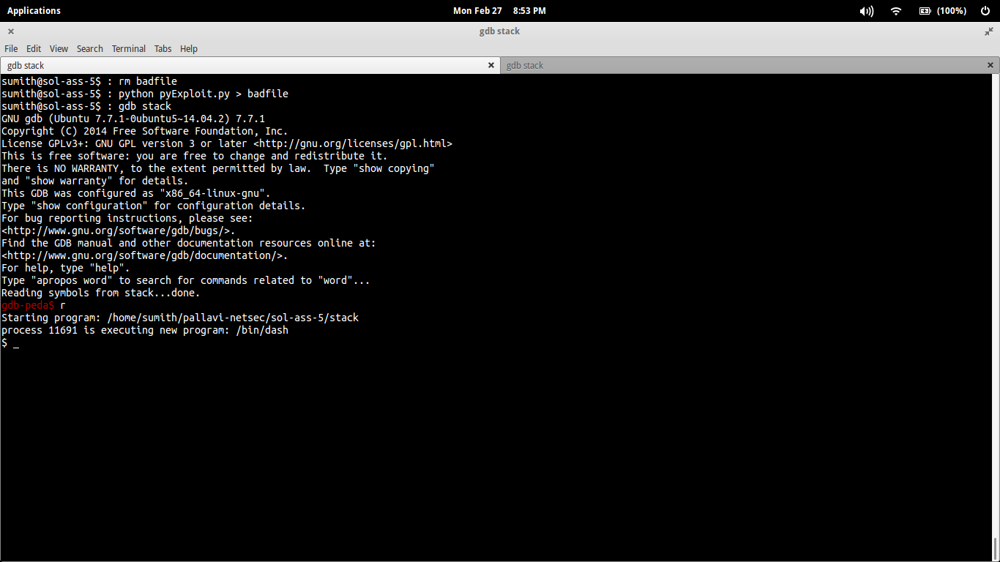 Applications
Mon Feb 27 8:53 PM
(100%)
gdb stack
File Edit View Search Terminal Tabs Help
gdb stack
gdb stack
sumith@sol-ass-5$ : rm badfile
sumith@sol-ass-5$ : python pyExploit.py > badfile
sumith@sol-ass-5$ : gdb stack
GNU gdb (Ubuntu 7.7.1-0ubuntu5~14.04.2) 7.7.1
Copyright (C) 2014 Free Software Foundation, Inc.
License GPLv3+: GNU GPL version 3 or later <http://gnu.org/licenses/gpl.html>
This is free software: you are free to change and redistribute it.
There is NO WARRANTY, to the extent permitted by law.  Type "show copying"
and "show warranty" for details.
This GDB was configured as "x86_64-linux-gnu".
Type "show configuration" for configuration details.
For bug reporting instructions, please see:
<http://www.gnu.org/software/gdb/bugs/>.
Find the GDB manual and other documentation resources online at:
<http://www.gnu.org/software/gdb/documentation/>.
For help, type "help".
Type "apropos word" to search for commands related to "word"...
Reading symbols from stack...done.
gdb-peda$ r
Starting program: /home/sumith/pallavi-netsec/sol-ass-5/stack
process 11691 is executing new program: /bin/dash
$ _